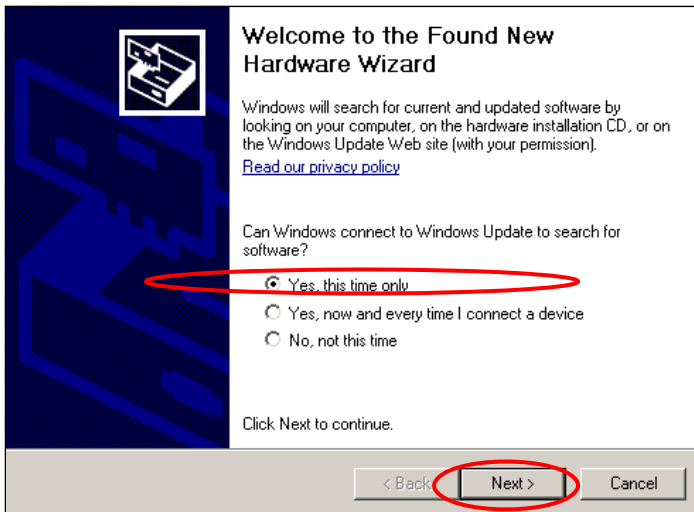 Welcome to the Found New
Hardware Wizard
Windows will search for current and updated software by
looking on your computer, on the hardware installation CD, or on
the Windows Update Web site (with your permission).
Read our privacy policy
Can Windows connect to Windows Update to search for
software?
Yes, this time only
Yes, now and every time I connect a device
No, not this time
Click Next to continue.
< Back
Next >
Cancel